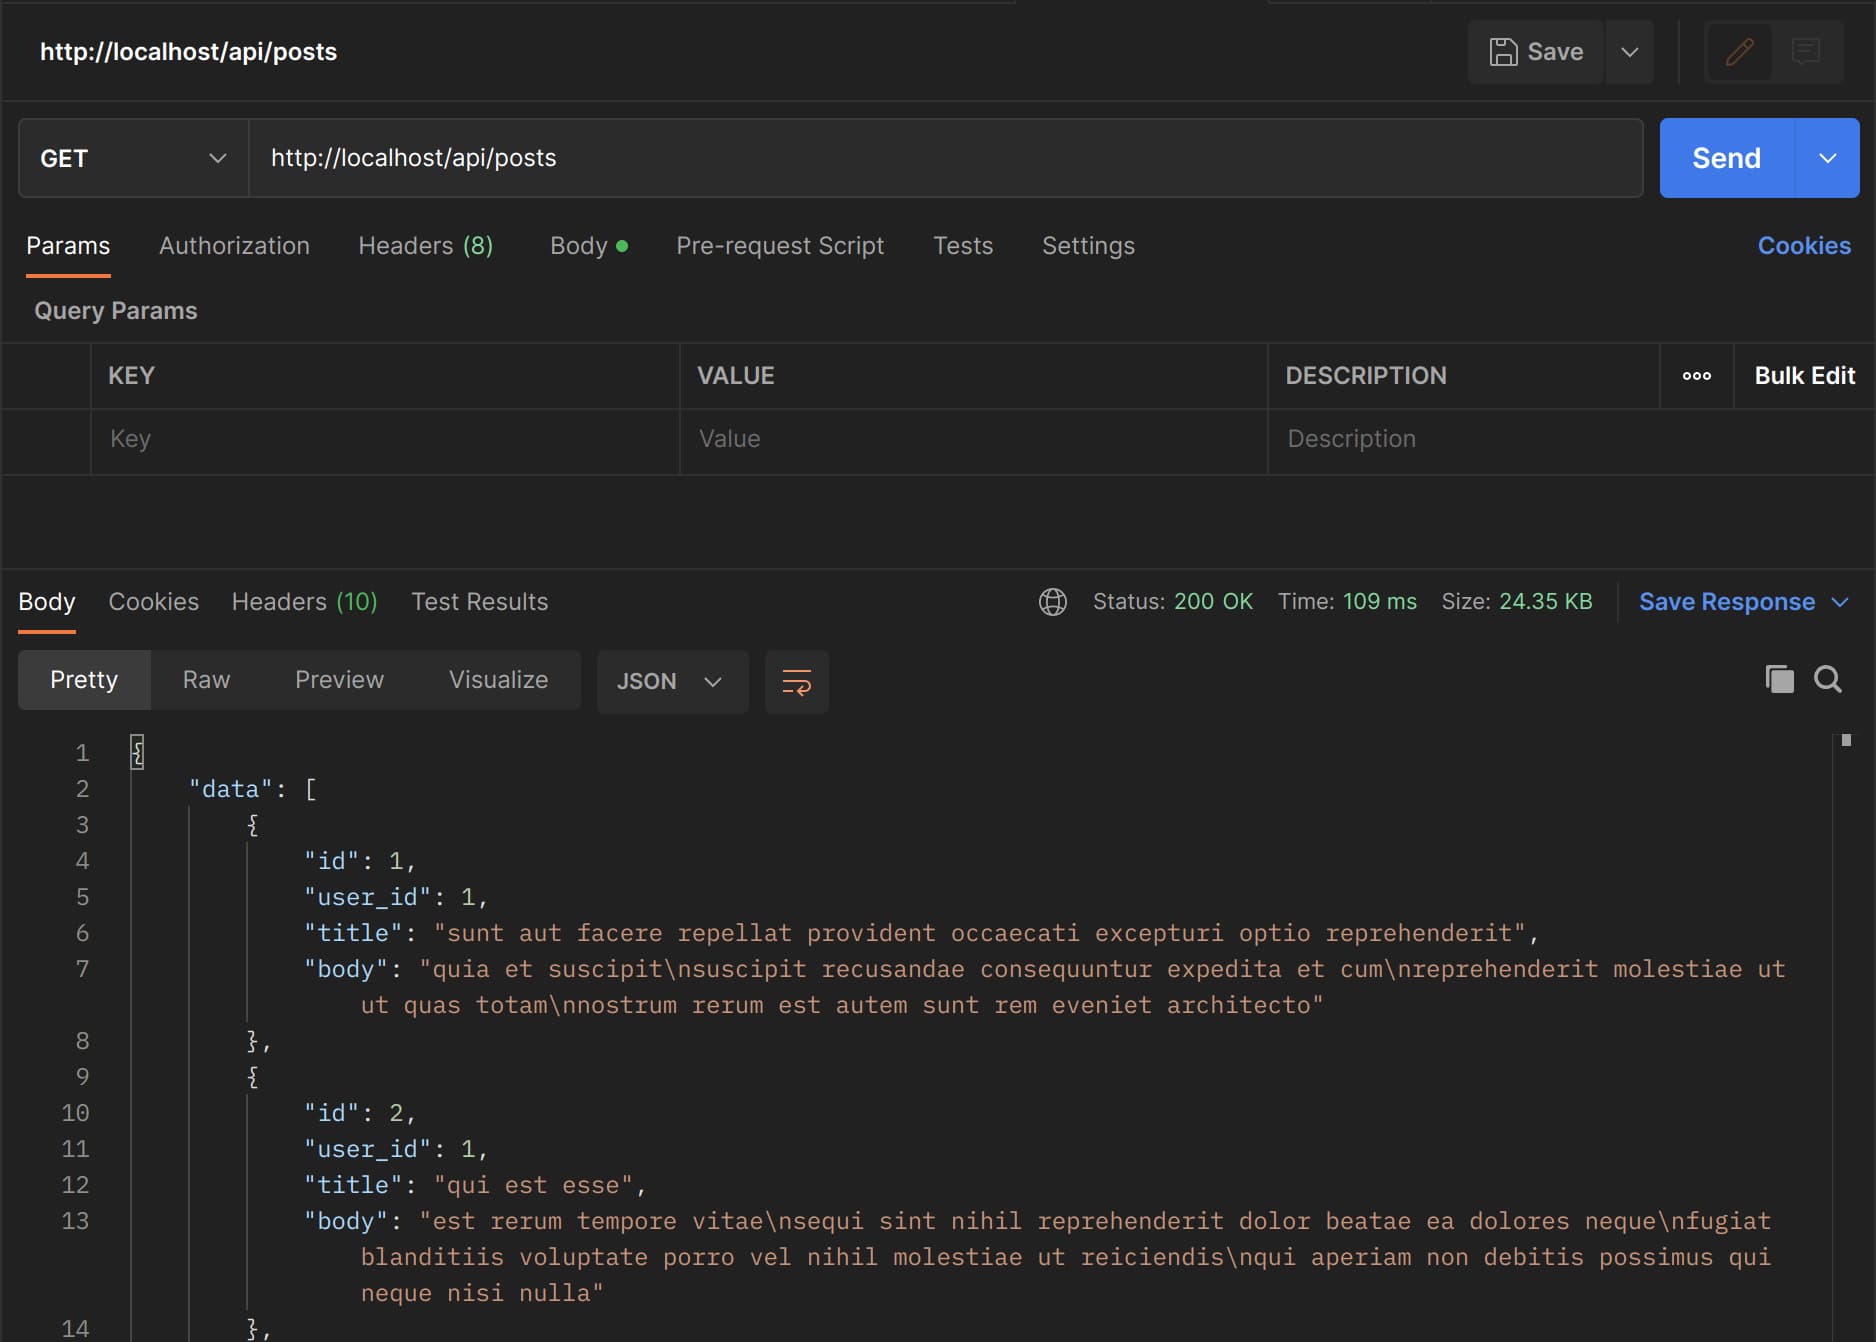 http://localhost/api/posts
Save
GET
http://localhost/api/posts
Send
Params Authorization Headers (8) Body Pre-request Script Tests Settings Cookies
Query Params
KEY VALUE DESCRIPTION ooo Bulk Edit
Key Value Description
Body Cookies Headers (10) Test Results Status: 200 OK Time: 109 ms Size: 24.35 KB Save Response
Pretty Raw Preview Visualize JSON
1 {
2 "data": [
3 {
4 "id": 1,
5 "user_id": 1,
6 "title": "sunt aut facere repellat provident occaecati excepturi optio reprehenderit",
7 "body": "quia et suscipit\nsuscipit recusandae consequuntur expedita et cum\nreprehenderit molestiae ut
ut quas totam\nnostrum rerum est autem sunt rem eveniet architecto"
8 },
9 {
10 "id": 2,
11 "user_id": 1,
12 "title": "qui est esse",
13 "body": "est rerum tempore vitae\nsequi sint nihil reprehenderit dolor beatae ea dolores neque\nfugiat
blanditiis voluptate porro vel nihil molestiae ut reiciendis\nqui aperiam non debitis possimus qui
neque nisi nulla"
14 },